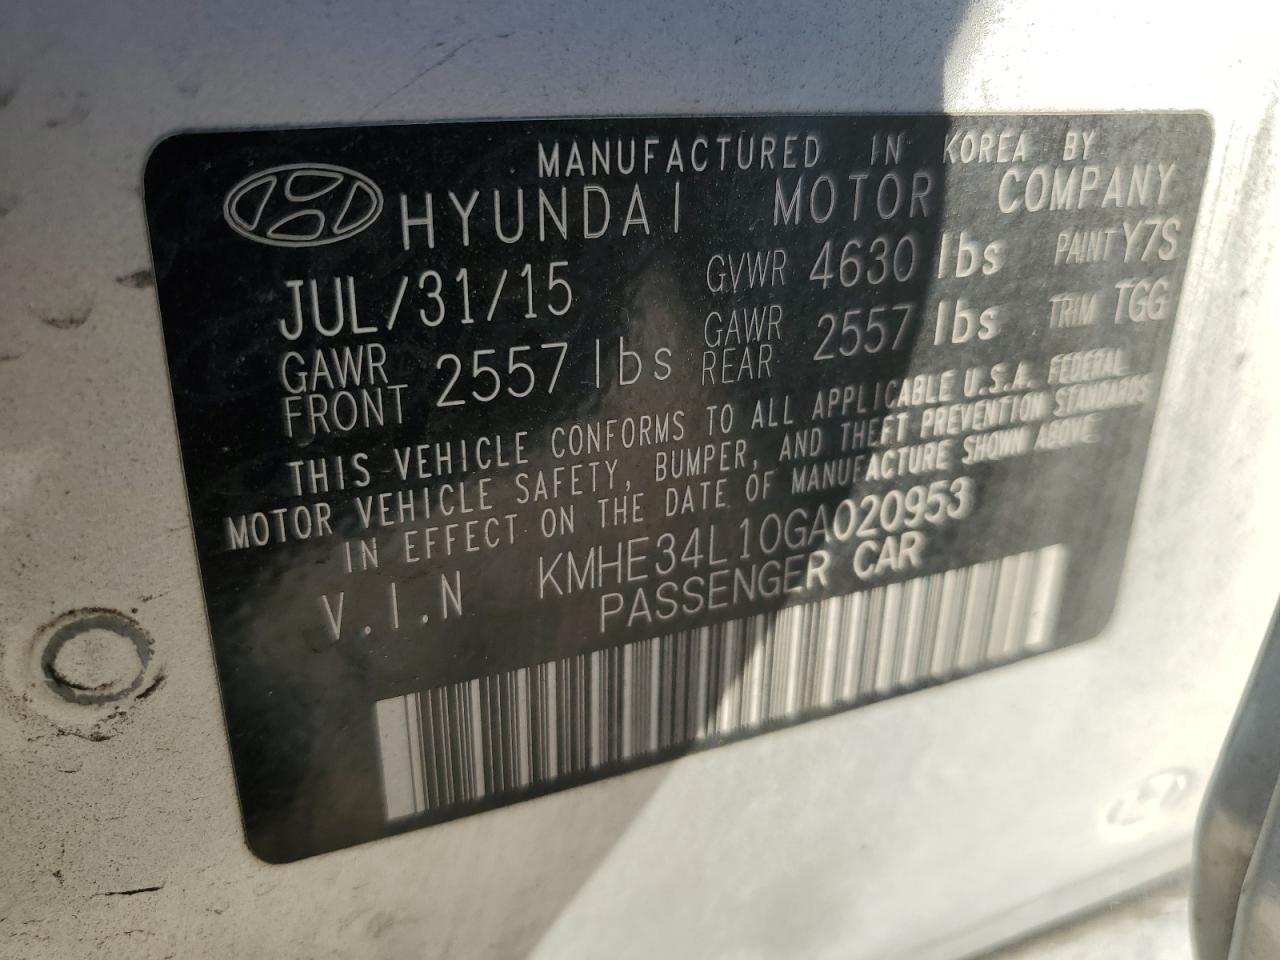 MANUFACTURED IN KOREA BY
HYUNDAI MOTOR COMPANY
JUL/31/15 GVWR 4630 lbs PAINT Y7S
GAWR FRONT 2557 lbs GAWR REAR 2557 lbs TRIM TGG
THIS VEHICLE CONFORMS TO ALL APPLICABLE U.S.A. FEDERAL
MOTOR VEHICLE SAFETY, BUMPER, AND THEFT PREVENTION STANDARDS
IN EFFECT ON THE DATE OF MANUFACTURE SHOWN ABOVE
V.I.N KMHE34L10GA020953
PASSENGER CAR